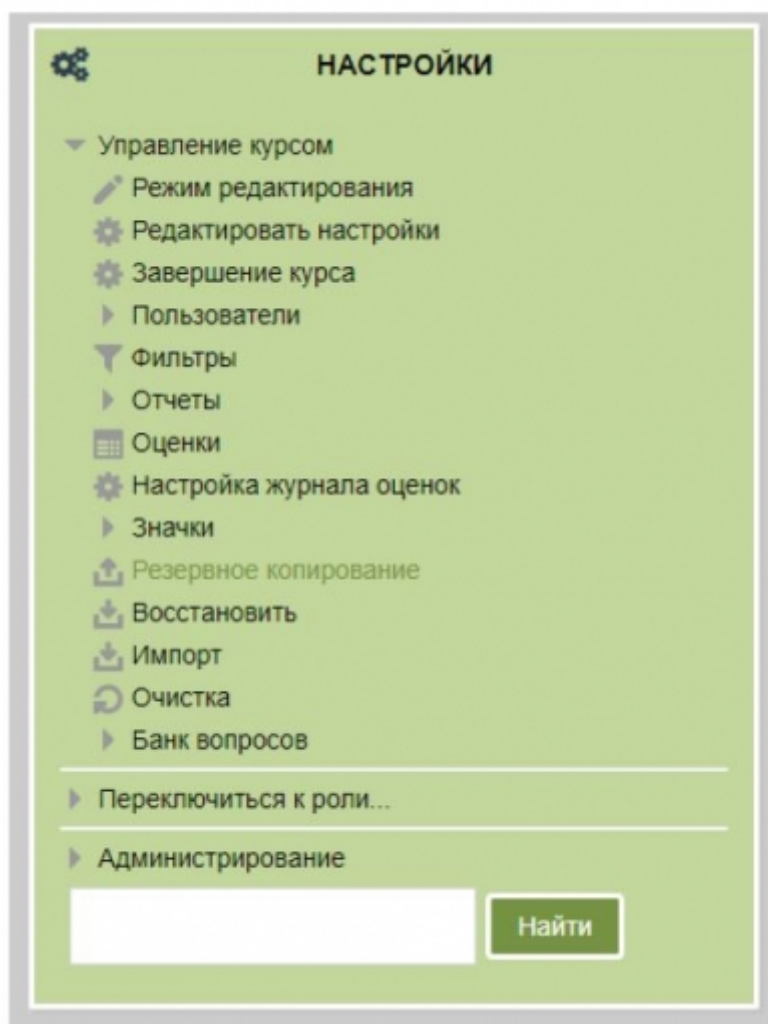 НАСТРОЙКИ
Управление курсом
Режим редактирования
Редактировать настройки
Завершение курса
Пользователи
Фильтры
Отчеты
Оценки
Настройка журнала оценок
Значки
Резервное копирование
Восстановить
Импорт
Очистка
Банк вопросов
Переключиться к роли...
Администрирование
Найти